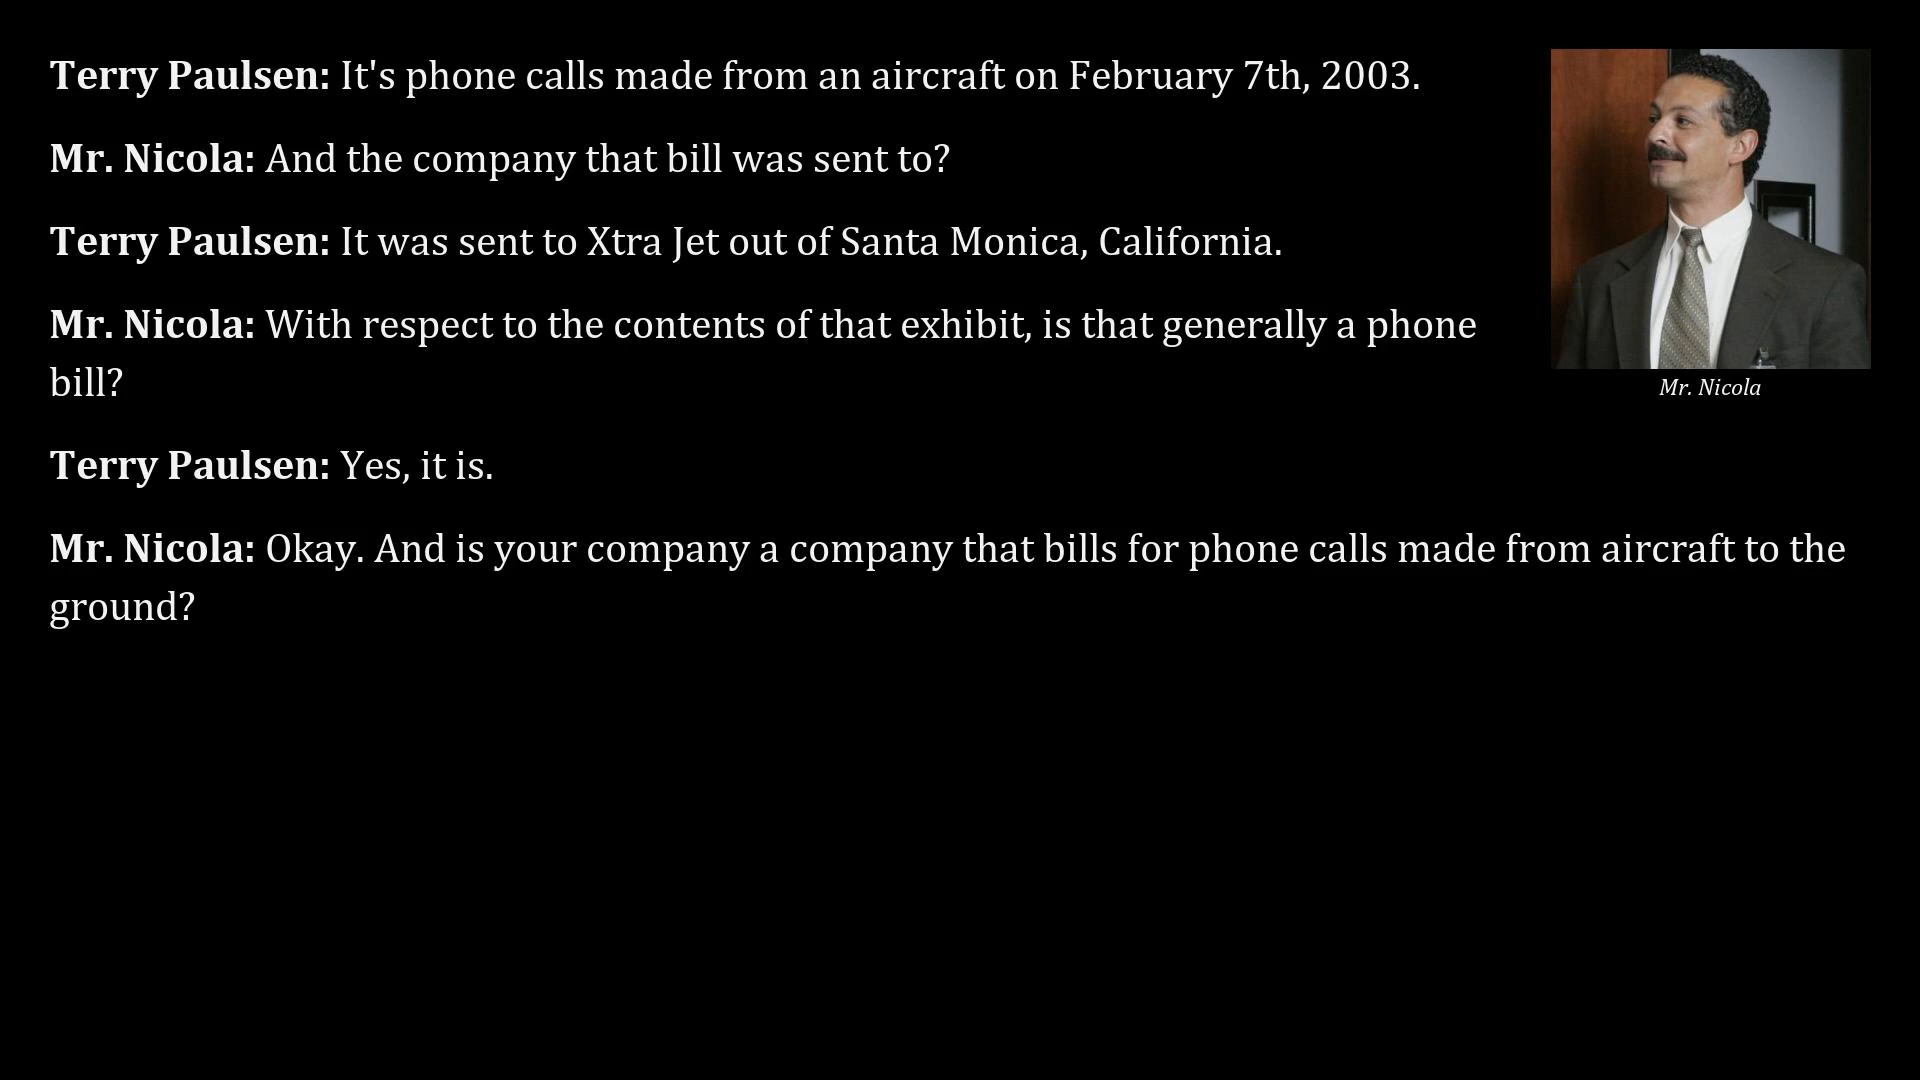 Terry Paulsen: It's phone calls made from an aircraft on February 7th, 2003.
Mr. Nicola: And the company that bill was sent to?
Terry Paulsen: It was sent to Xtra Jet out of Santa Monica, California.
Mr. Nicola: With respect to the contents of that exhibit, is that generally a phone
bill?
Mr. Nicola
Terry Paulsen: Yes, it is.
Mr. Nicola: Okay. And is your company a company that bills for phone calls made from aircraft to the
ground?